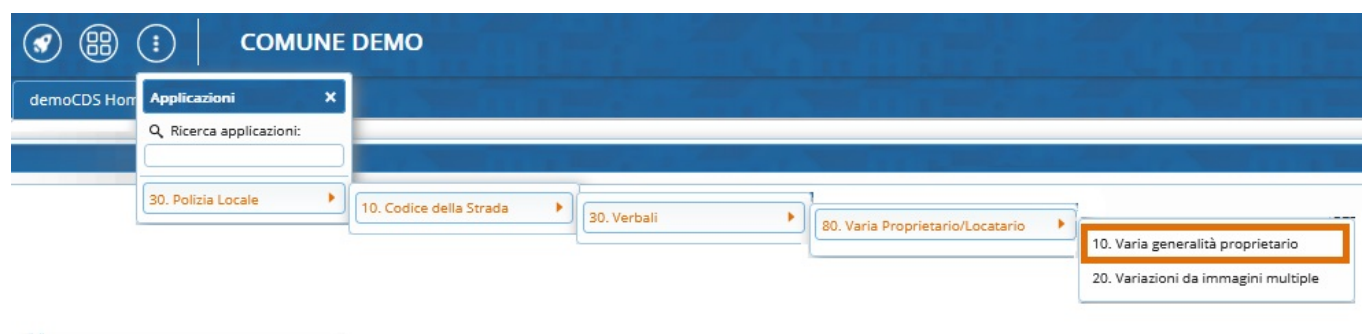 COMUNE DEMO
demoCDS Hom
Applicazioni
Ricerca applicazioni:
30. Polizia Locale
10. Codice della Strada
30. Verbali
80. Varia Proprietario/Locatario
10. Varia generalità proprietario
20. Variazioni da immagini multiple